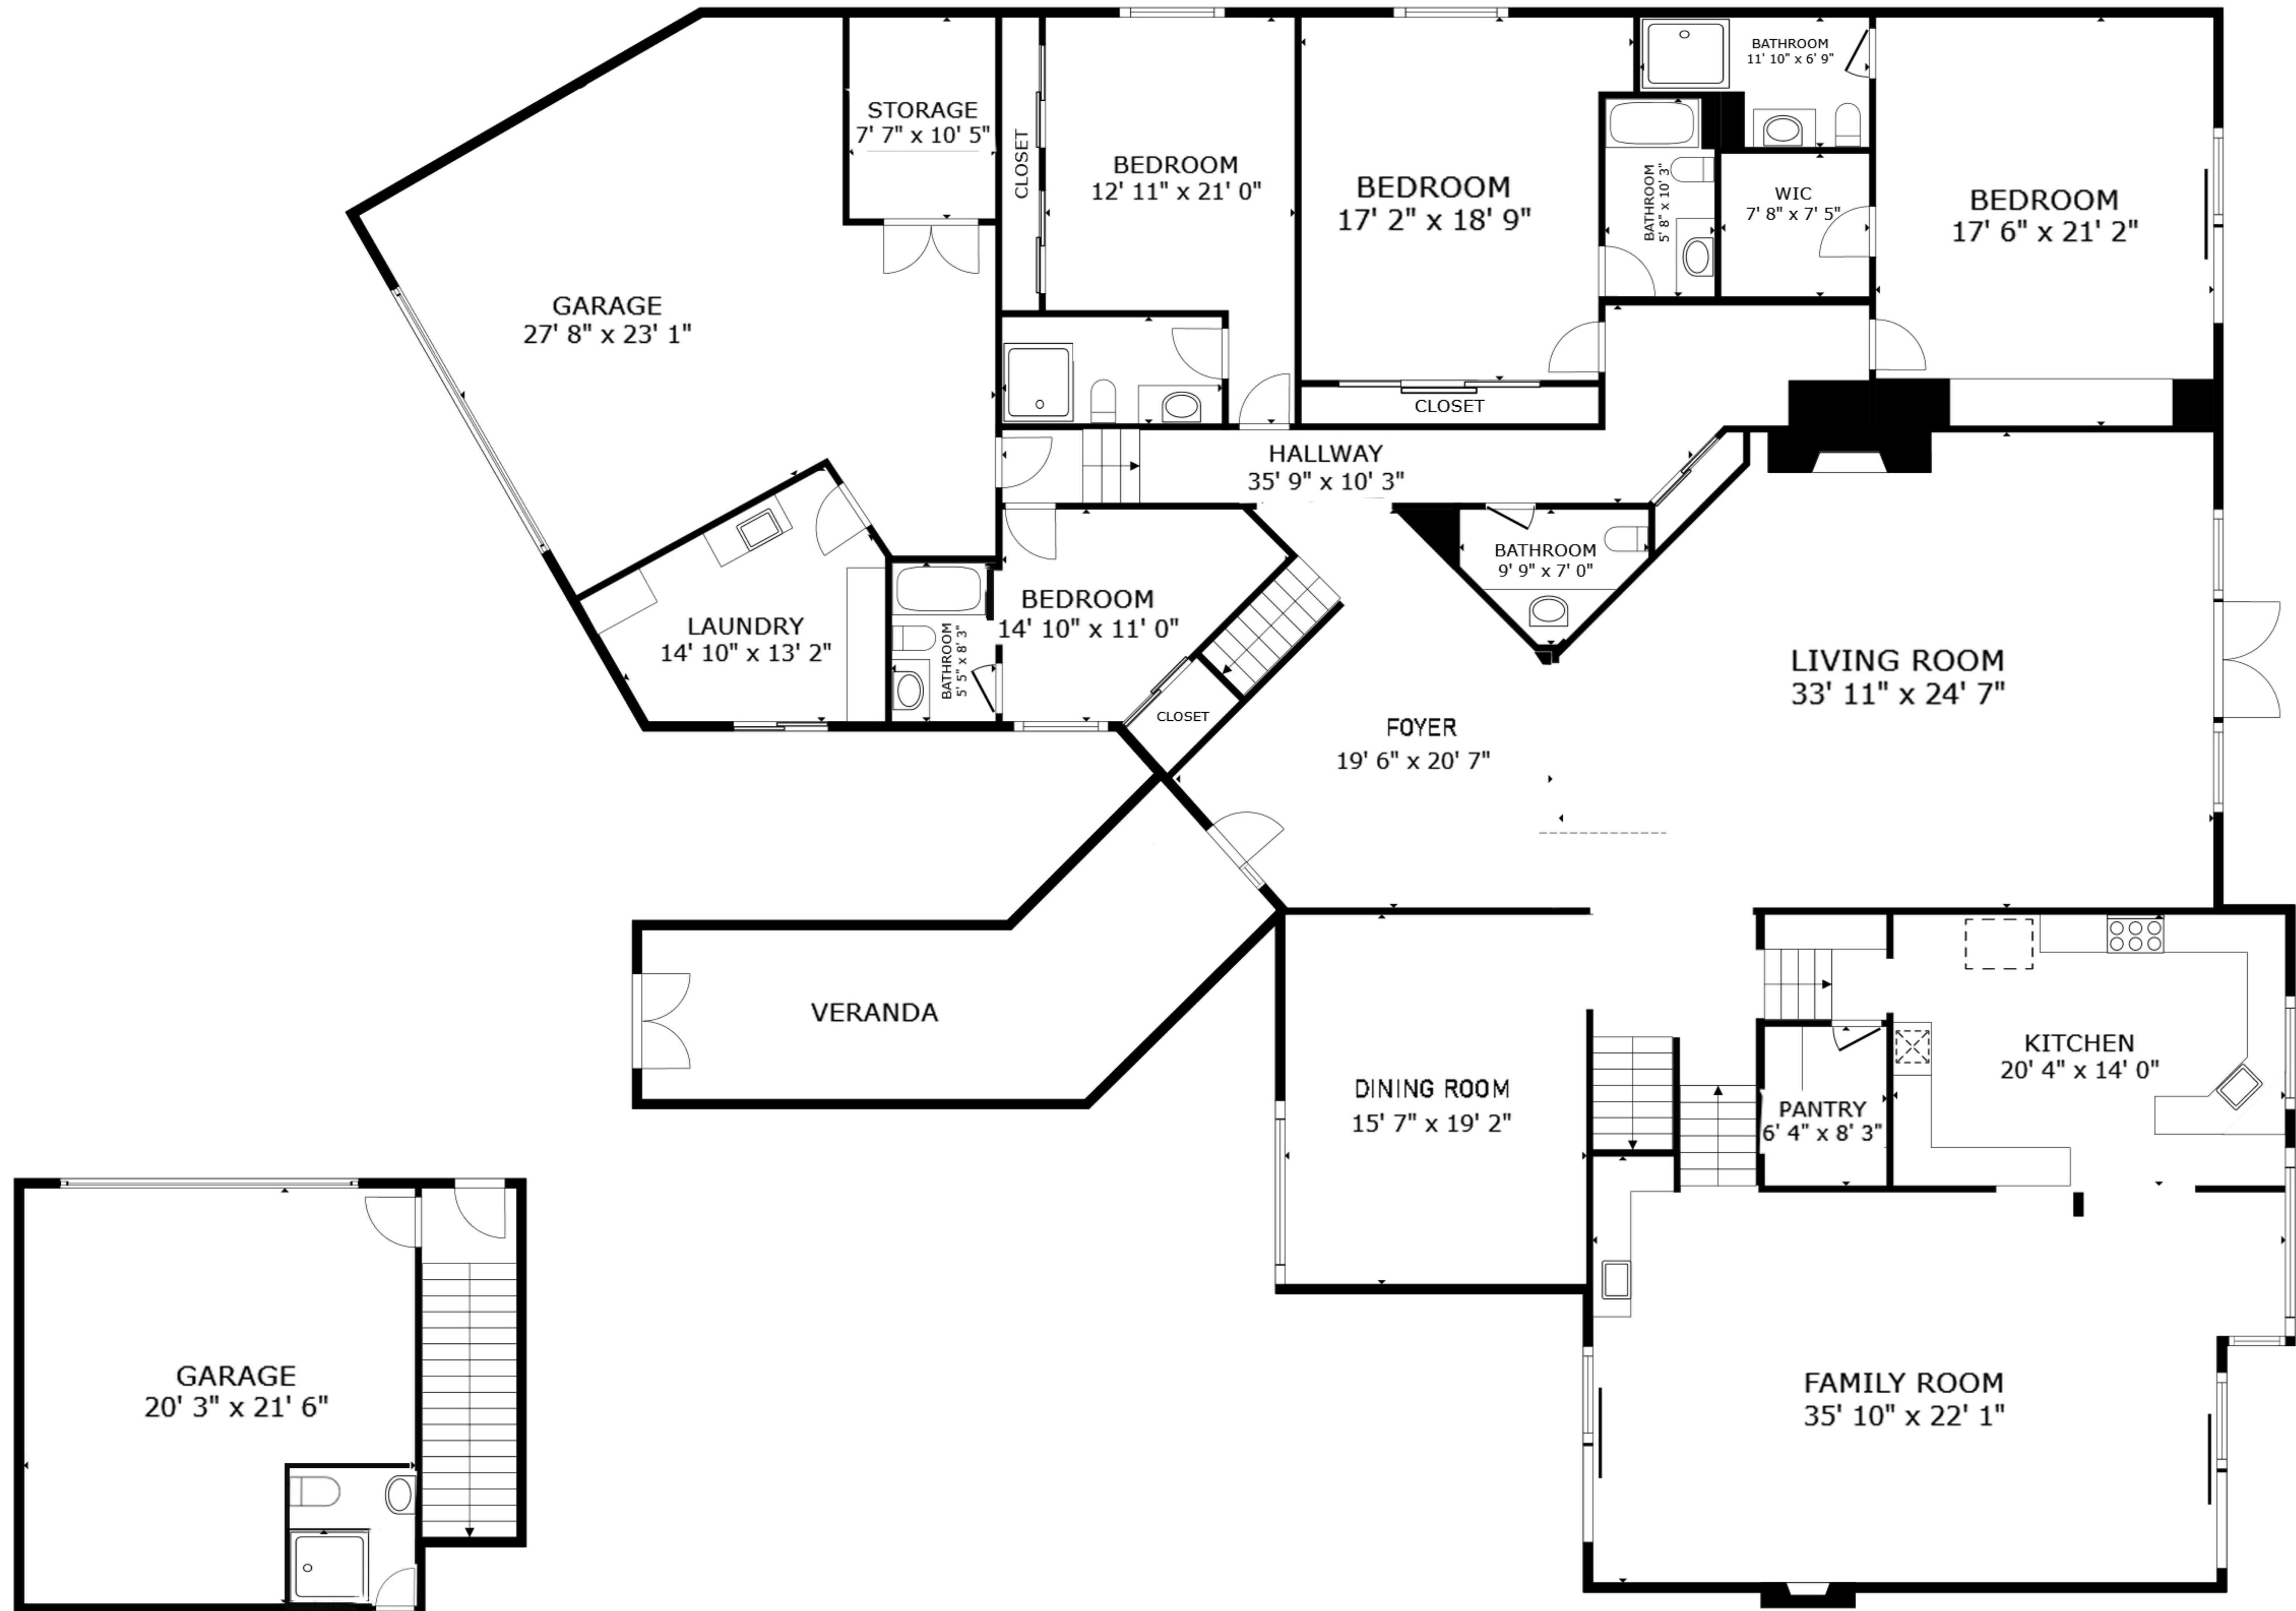 BATHROOM
11' 10" x 6' 9"
STORAGE
7' 7" x 10' 5"
CLOSET
BEDROOM
12' 11" x 21' 0"
BEDROOM
17' 2" x 18' 9"
BATHROOM
5' 8" x 10' 3"
WIC
7' 8" x 7' 5"
BEDROOM
17' 6" x 21' 2"
GARAGE
27' 8" x 23' 1"
CLOSET
HALLWAY
35' 9" x 10' 3"
BATHROOM
9' 9" x 7' 0"
LAUNDRY
14' 10" x 13' 2"
BATHROOM
5' 5" x 8' 3"
BEDROOM
14' 10" x 11' 0"
CLOSET
LIVING ROOM
33' 11" x 24' 7"
FOYER
19' 6" x 20' 7"
VERANDA
DINING ROOM
15' 7" x 19' 2"
KITCHEN
20' 4" x 14' 0"
PANTRY
6' 4" x 8' 3"
GARAGE
20' 3" x 21' 6"
FAMILY ROOM
35' 10" x 22' 1"